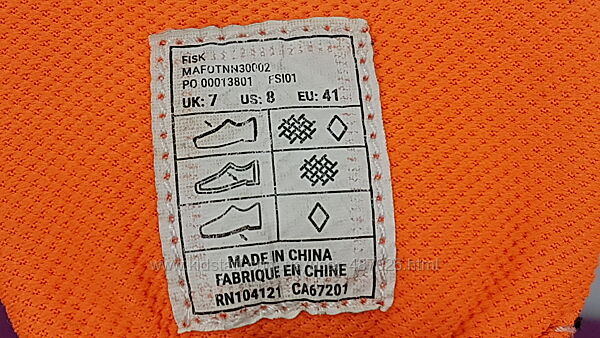 FISK
MAFOTNN30002
PO 00013801 FSI01
UK: 7 US: 8 EU: 41
MADE IN CHINA
FABRIQUE EN CHINE
RN104121 CA67201